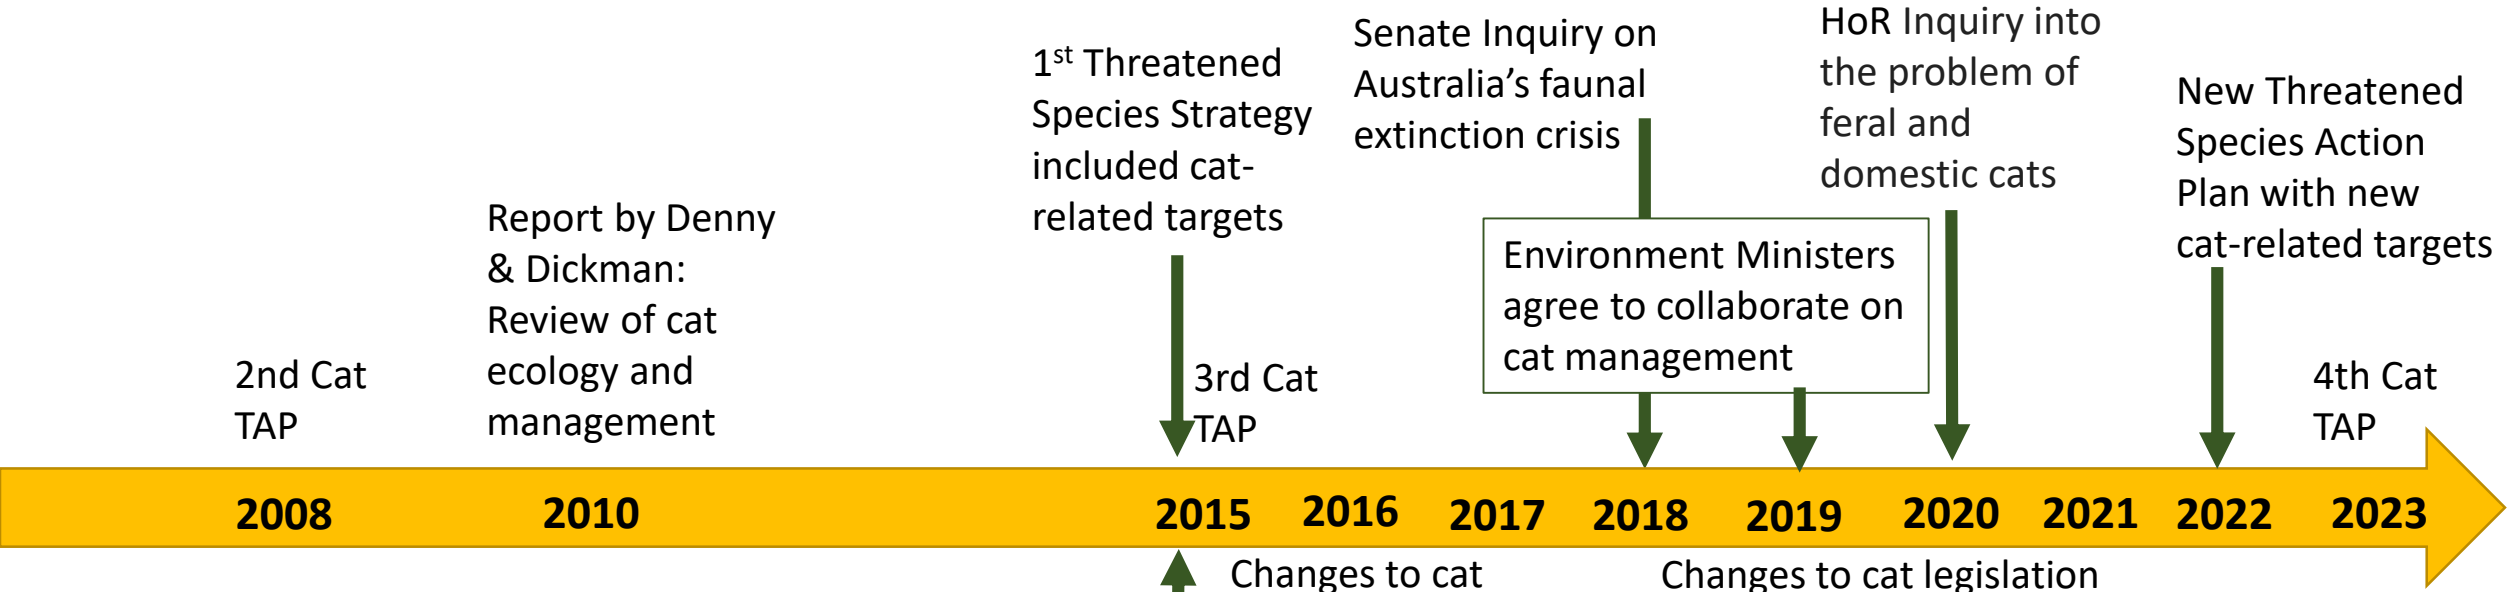 2nd Cat
TAP
Report by Denny
& Dickman:
Review of cat
ecology and
management
1st Threatened
Species Strategy
included cat-
related targets
3rd Cat
TAP
Senate Inquiry on
Australia’s faunal
extinction crisis
Environment Ministers
agree to collaborate on
cat management
HoR Inquiry into
the problem of
feral and
domestic cats
New Threatened
Species Action
Plan with new
cat-related targets
4th Cat
TAP
2008
2010
2015
2016
2017
2018
2019
2020
2021
2022
2023
Changes to cat
Changes to cat legislation